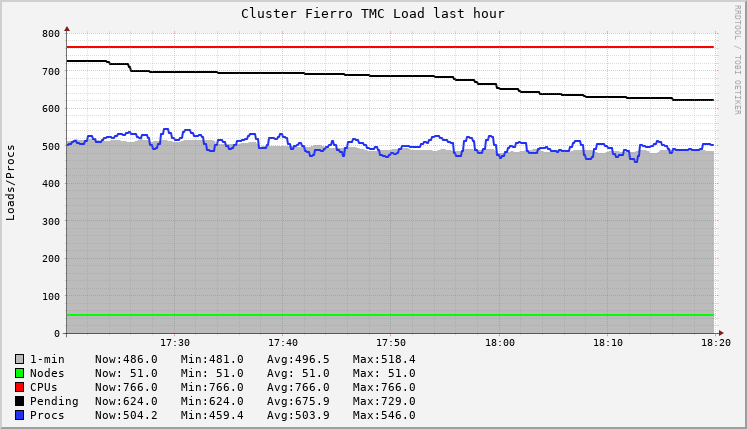 Cluster Fierro TMC Load last hour
RRDTOOL / TOBI OETIKER
Loads/Procs
800
700
600
500
400
300
200
100
0
17:30 17:40 17:50 18:00 18:10 18:20
1-min Now:486.0 Min:481.0 Avg:496.5 Max:518.4
Nodes Now: 51.0 Min: 51.0 Avg: 51.0 Max: 51.0
CPUs Now:766.0 Min:766.0 Avg:766.0 Max:766.0
Pending Now:624.0 Min:624.0 Avg:675.9 Max:729.0
Procs Now:504.2 Min:459.4 Avg:503.9 Max:546.0